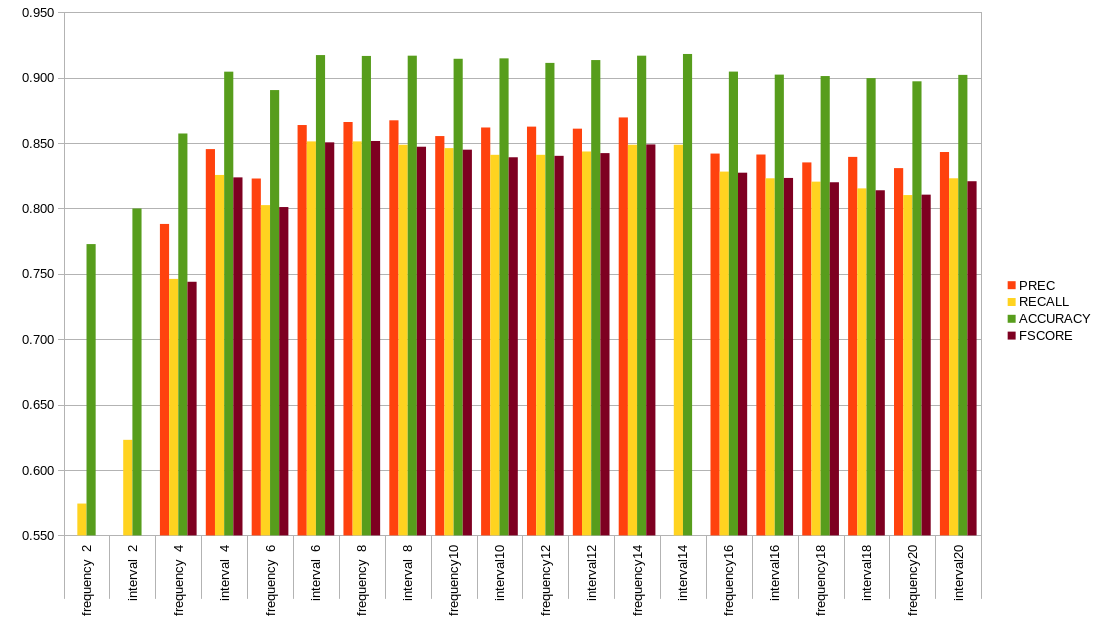 0.950
0.900
0.850
0.800
0.750
0.700
0.650
0.600
0.550
frequency 2
interval 2
frequency 4
interval 4
frequency 6
interval 6
frequency 8
interval 8
frequency10
interval10
frequency12
interval12
frequency14
interval14
frequency16
interval16
frequency18
interval18
frequency20
interval20
PREC
RECALL
ACCURACY
FSCORE